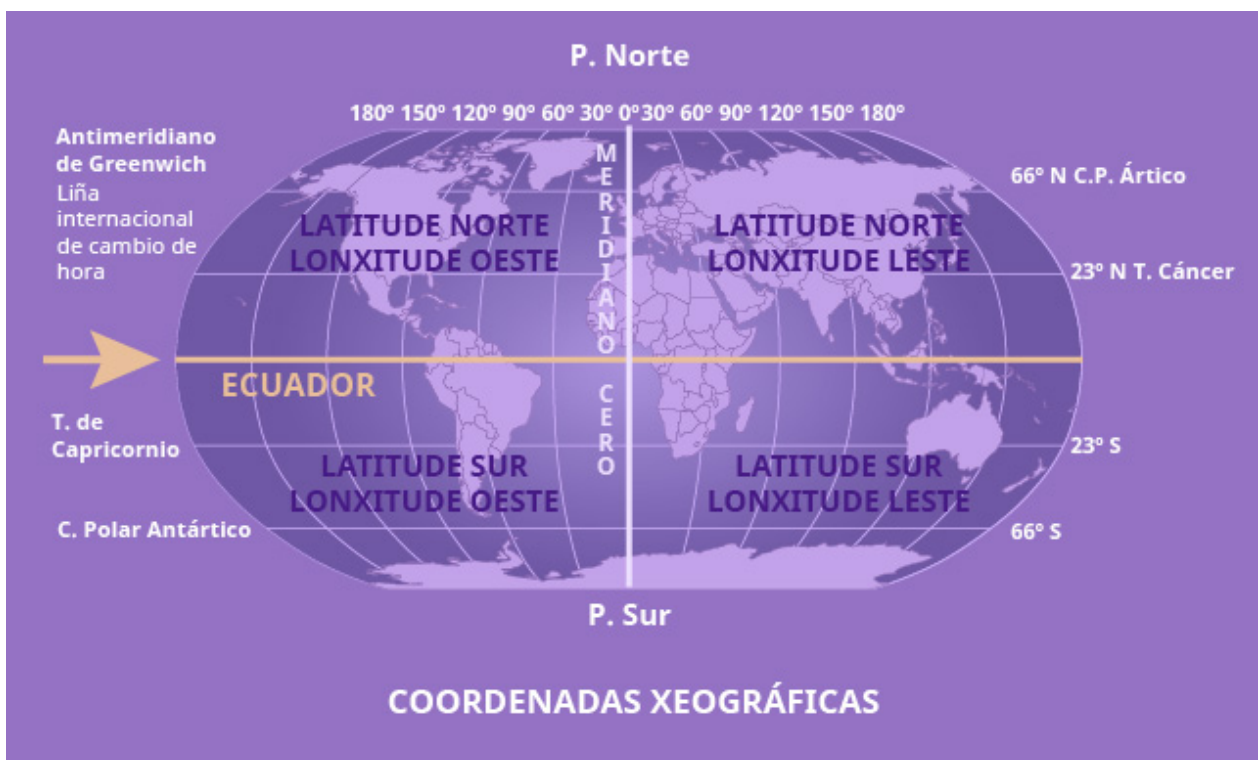 P. Norte
180º 150º 120º 90º 60º 30º 0º 30º 60º 90º 120º 150º 180º
Antimeridiano
de Greenwich
Liña
internacional
de cambio de
hora
66º N C.P. Ártico
MERIDIANO CERO
LATITUDE NORTE
LONXITUDE OESTE
LATITUDE NORTE
LONXITUDE LESTE
23º N T. Cáncer
ECUADOR
T. de
Capricornio
23º S
LATITUDE SUR
LONXITUDE OESTE
LATITUDE SUR
LONXITUDE LESTE
C. Polar Antártico
66º S
P. Sur
COORDENADAS XEOGRÁFICAS